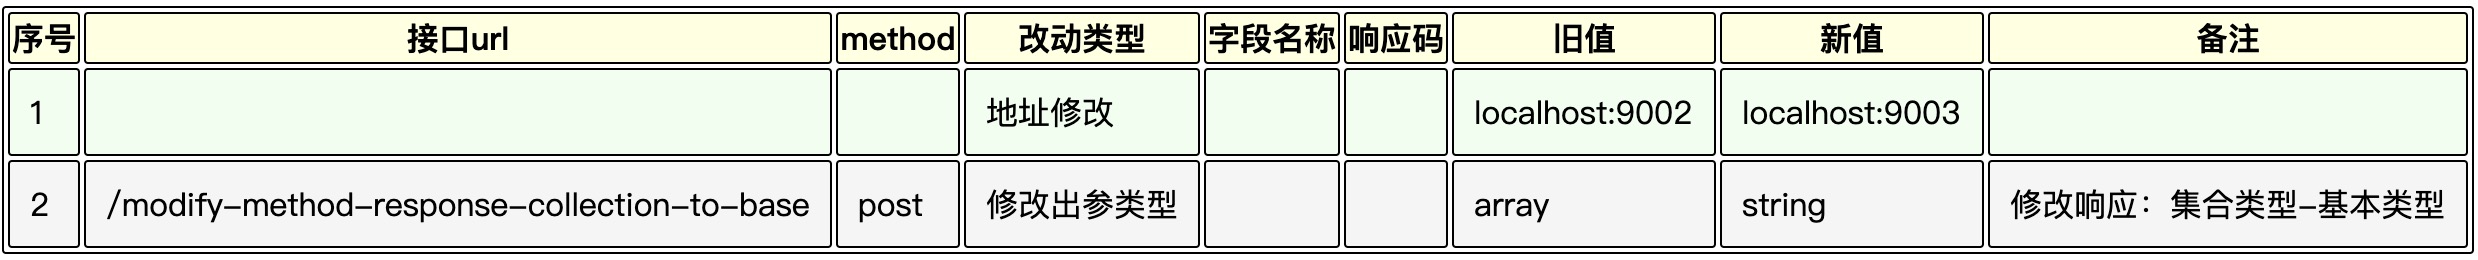 序号 接口url method 改动类型 字段名称 响应码 旧值 新值 备注
1 地址修改 localhost:9002 localhost:9003
2 /modify-method-response-collection-to-base post 修改出参类型 array string 修改响应：集合类型-基本类型